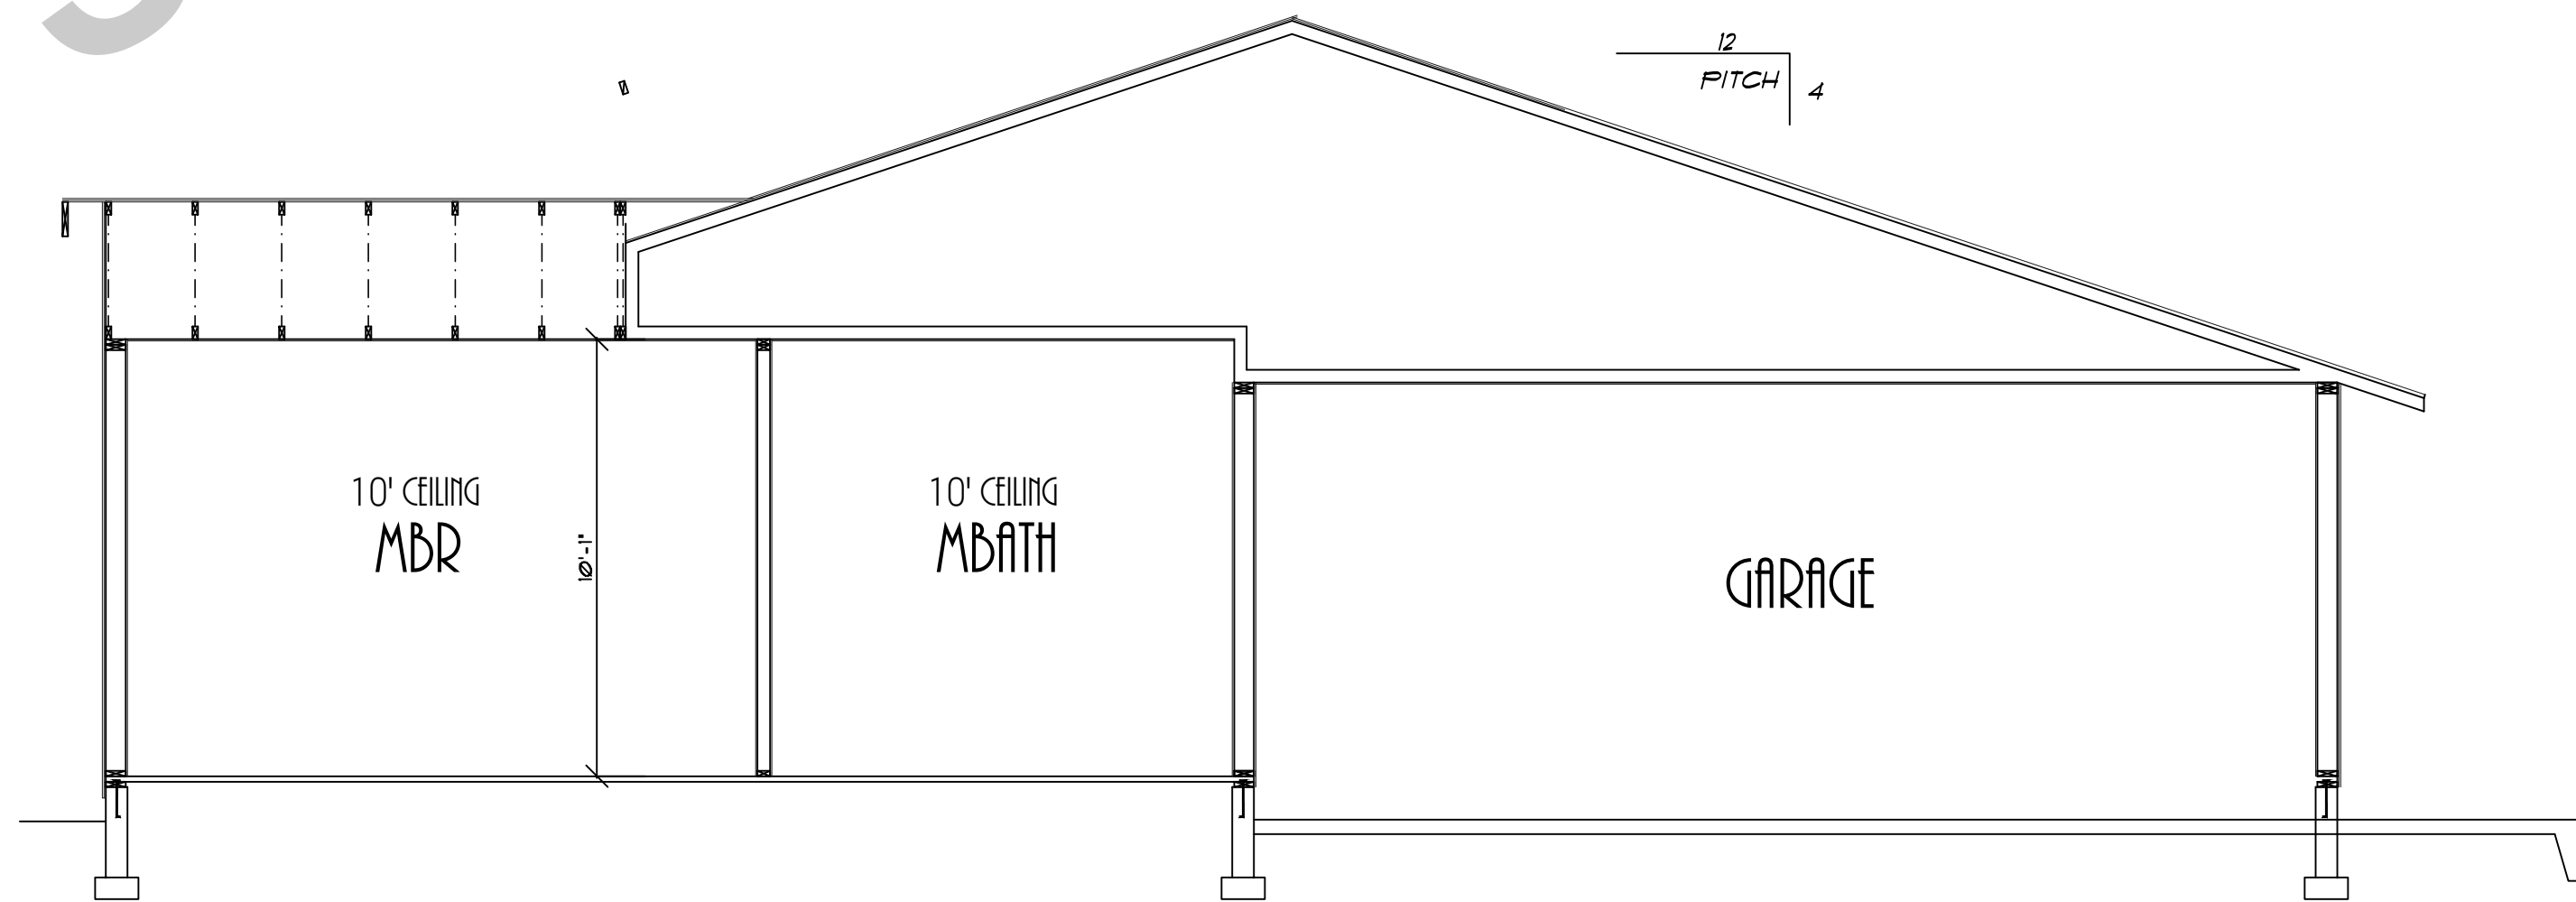 12
PITCH
4
10' CEILING
MBR
10'-1"
10' CEILING
MBATH
GARAGE